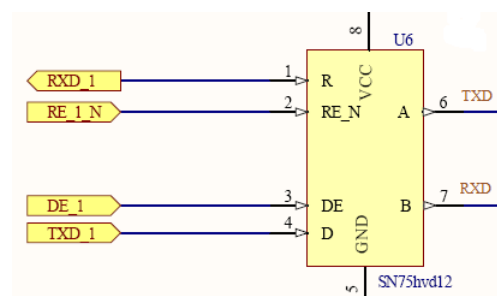 8
U6
RXD_1
1
R
VCC
RE_1_N
2
RE_N
A
6
TXD
DE_1
3
DE
B
7
RXD
TXD_1
4
D
GND
5
SN75hvd12